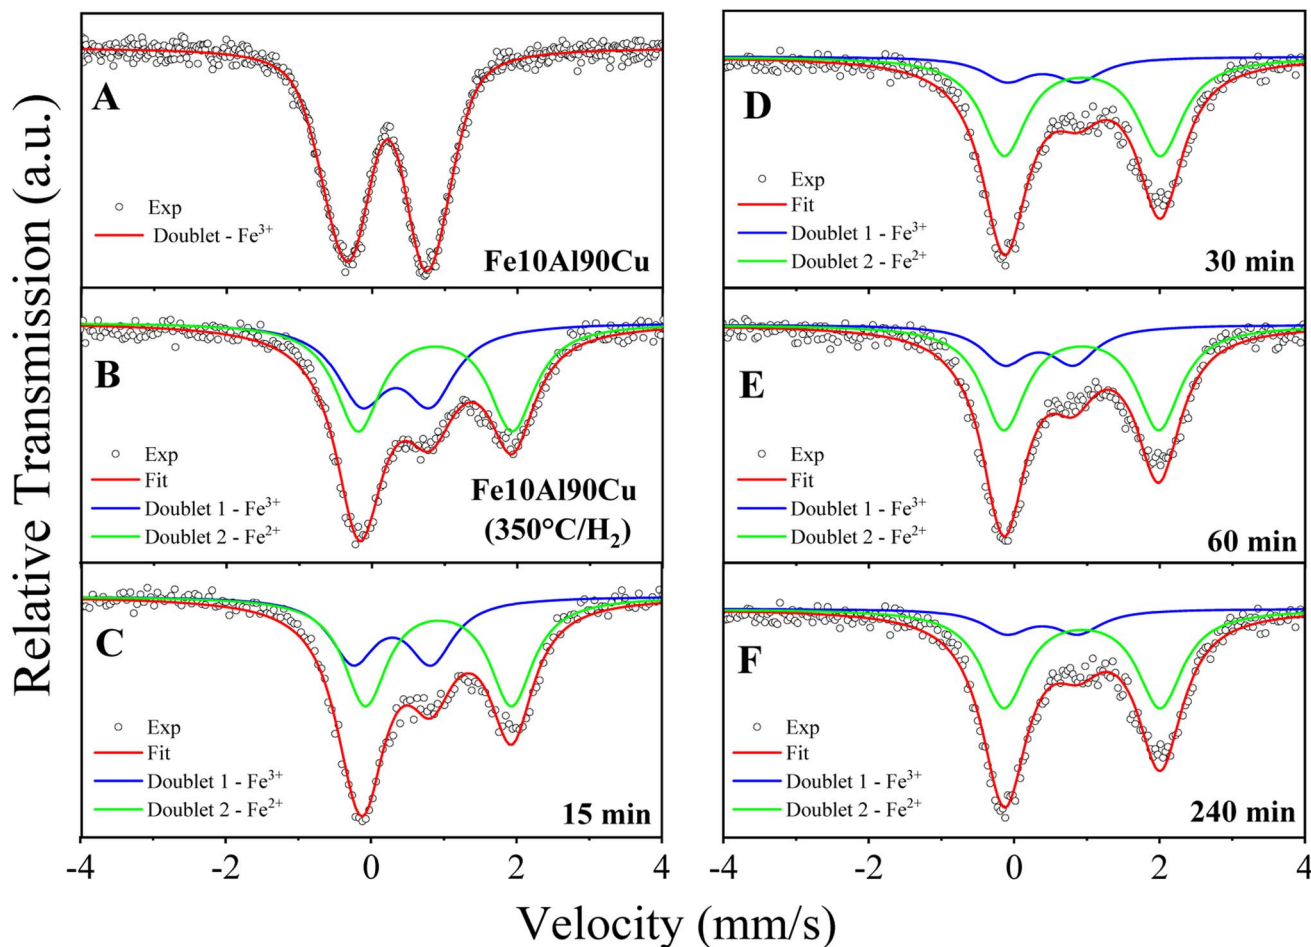 Relative Transmission (a.u.)
A
Exp
Doublet - Fe³⁺
Fe10Al90Cu
B
Exp
Fit
Doublet 1 - Fe³⁺
Doublet 2 - Fe²⁺
Fe10Al90Cu
(350°C/H₂)
C
Exp
Fit
Doublet 1 - Fe³⁺
Doublet 2 - Fe²⁺
15 min
-4 -2 0 2 4
D
Exp
Fit
Doublet 1 - Fe³⁺
Doublet 2 - Fe²⁺
30 min
E
Exp
Fit
Doublet 1 - Fe³⁺
Doublet 2 - Fe²⁺
60 min
F
Exp
Fit
Doublet 1 - Fe³⁺
Doublet 2 - Fe²⁺
240 min
-4 -2 0 2 4
Velocity (mm/s)